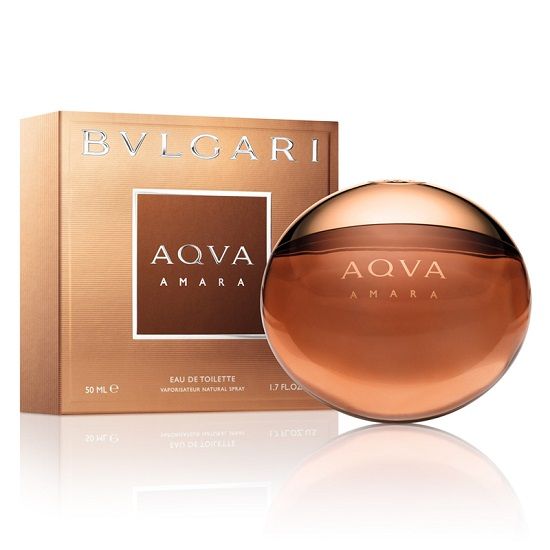 BVLGARI
AQVA
AMARA
EAU DE TOILETTE
50 ML ℮ VAPORISATEUR NATURAL SPRAY 1.7 FL.OZ
AQVA
AMARA